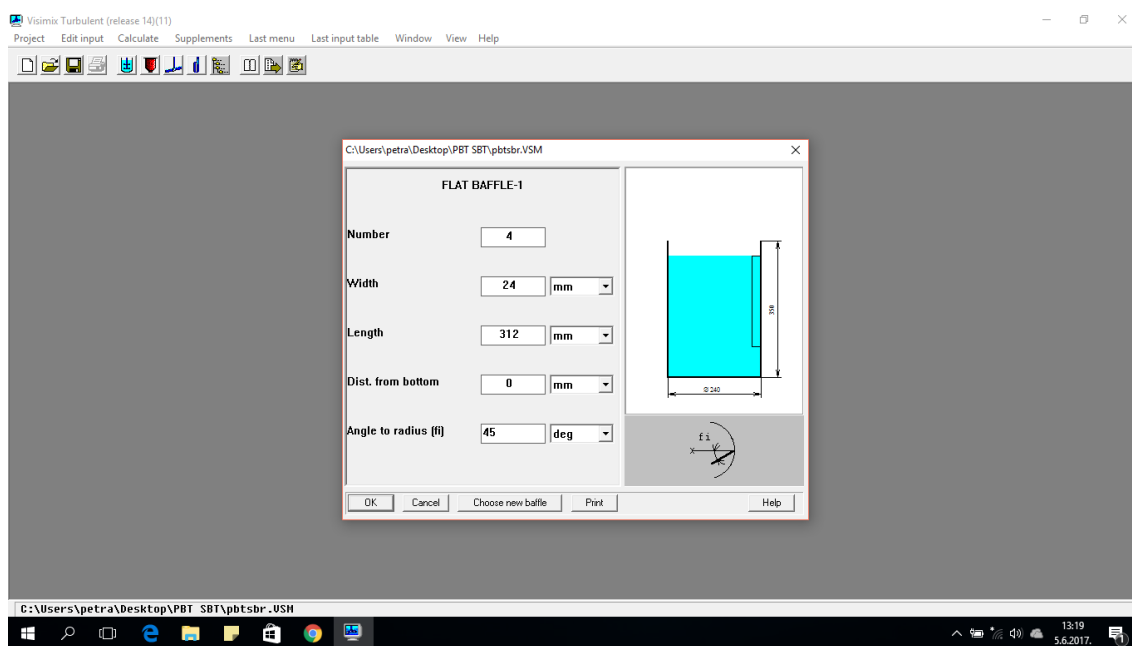 Visimix Turbulent (release 14)(11)
Project Edit input Calculate Supplements Last menu Last input table Window View Help
C:\Users\petra\Desktop\PBT SBT\pbtsbr.VSM
FLAT BAFFLE-1
Number 4
Width 24 mm
Length 312 mm
Dist. from bottom 0 mm
Angle to radius (fi) 45 deg
350
Ø 240
fi
OK Cancel Choose new baffle Print Help
C:\Users\petra\Desktop\PBT SBT\pbtsbr.VSM
13:19
5.6.2017.
1